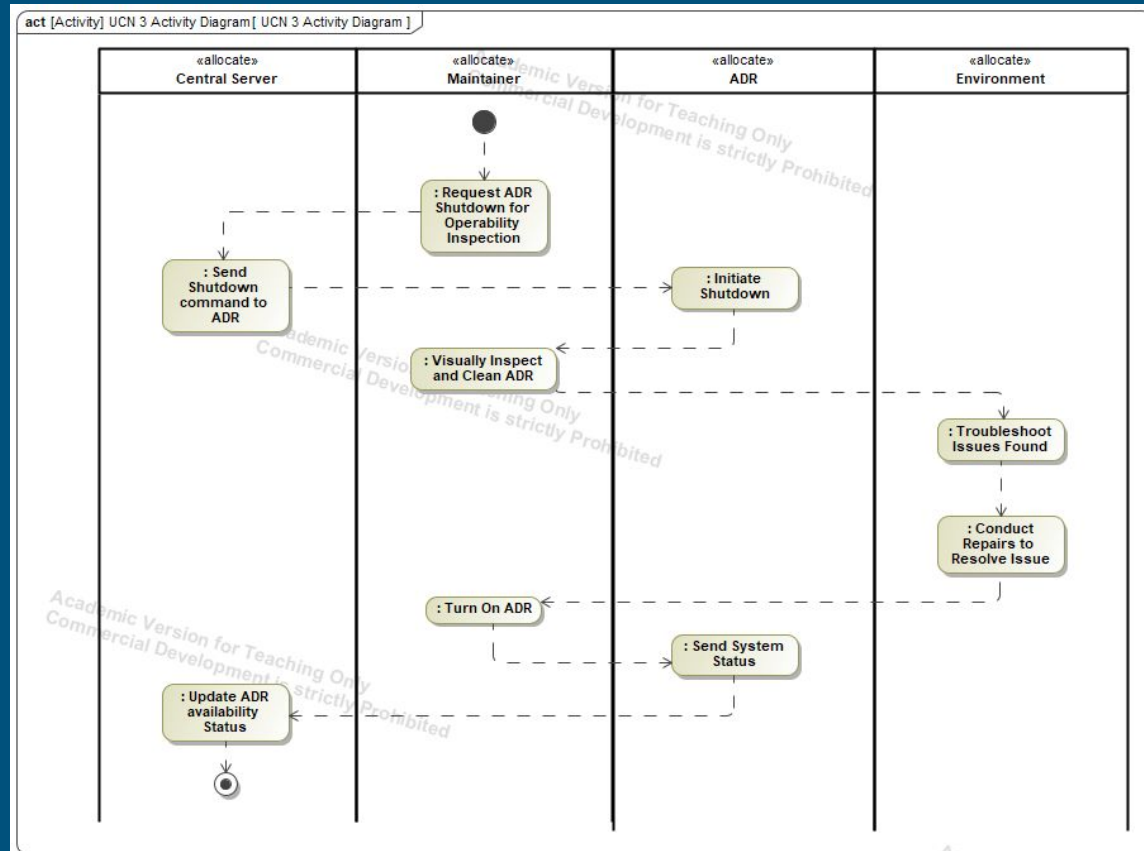 act [Activity] UCN 3 Activity Diagram[ UCN 3 Activity Diagram ]
«allocate»
Central Server
«allocate»
Maintainer
«allocate»
ADR
«allocate»
Environment
Academic Version for Teaching Only
Commercial Development is strictly Prohibited
: Request ADR
Shutdown for
Operability
Inspection
: Send
Shutdown
command to
ADR
: Initiate
Shutdown
Academic Version for Teaching Only
Commercial Development is strictly Prohibited
: Visually Inspect
and Clean ADR
: Troubleshoot
Issues Found
: Conduct
Repairs to
Resolve Issue
: Turn On ADR
Academic Version for Teaching Only
Commercial Development is strictly Prohibited
: Send System
Status
: Update ADR
availability
Status